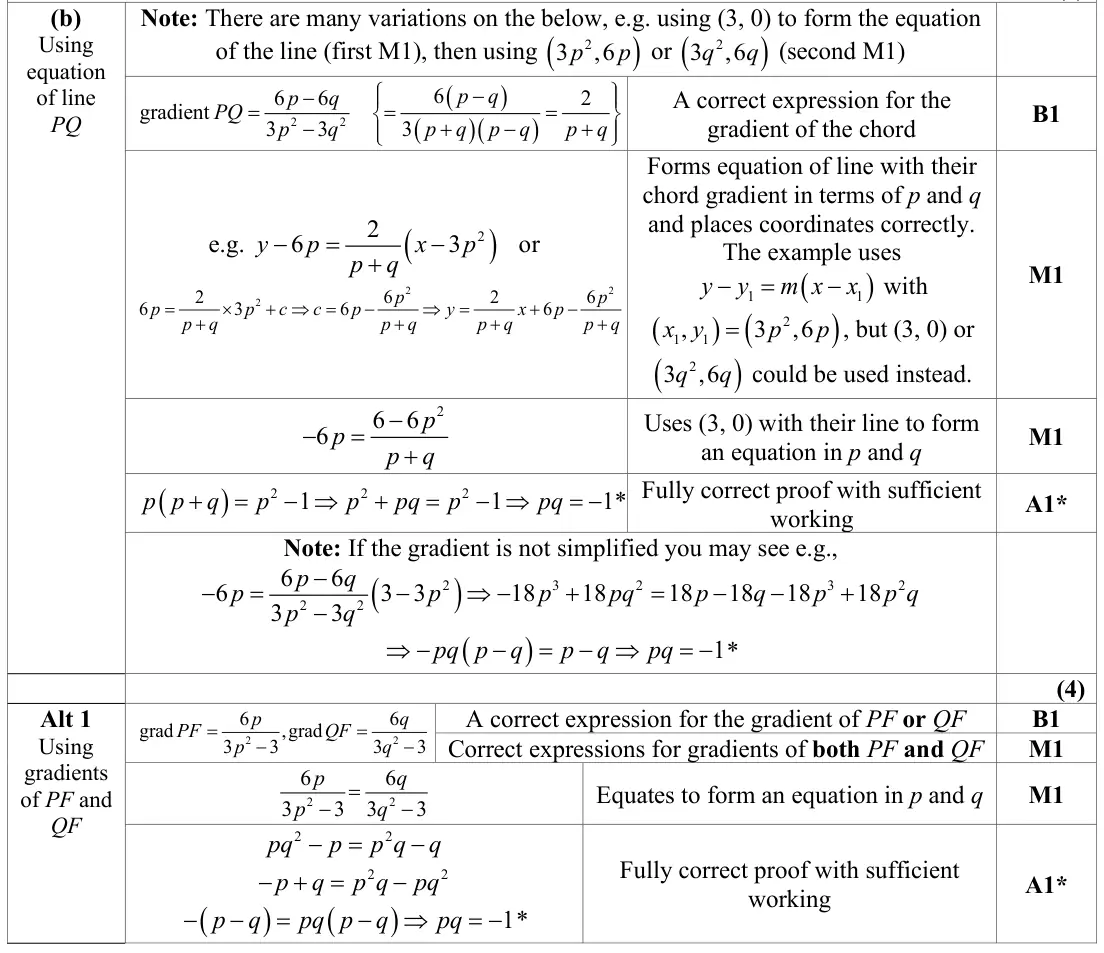 (b)
Using
equation
of line
PQ
Note: There are many variations on the below, e.g. using (3, 0) to form the equation
of the line (first M1), then using (3p²,6p) or (3q²,6q) (second M1)
gradient PQ = (6p − 6q)/(3p² − 3q²) { = 6(p − q)/(3(p + q)(p − q)) = 2/(p + q) }
A correct expression for the
gradient of the chord
B1
e.g. y − 6p = 2/(p + q) (x − 3p²) or
6p = 2/(p + q) × 3p² + c ⇒ c = 6p − 6p²/(p + q) ⇒ y = 2/(p + q) x + 6p − 6p²/(p + q)
Forms equation of line with their
chord gradient in terms of p and q
and places coordinates correctly.
The example uses
y − y₁ = m(x − x₁) with
(x₁, y₁) = (3p²,6p), but (3, 0) or
(3q²,6q) could be used instead.
M1
−6p = (6 − 6p²)/(p + q)
Uses (3, 0) with their line to form
an equation in p and q
M1
p(p + q) = p² − 1 ⇒ p² + pq = p² − 1 ⇒ pq = −1*
Fully correct proof with sufficient
working
A1*
Note: If the gradient is not simplified you may see e.g.,
−6p = (6p − 6q)/(3p² − 3q²) (3 − 3p²) ⇒ −18p³ + 18pq² = 18p − 18q − 18p³ + 18p²q
⇒ −pq(p − q) = p − q ⇒ pq = −1*
(4)
Alt 1
Using
gradients
of PF and
QF
grad PF = 6p/(3p² − 3), grad QF = 6q/(3q² − 3)
A correct expression for the gradient of PF or QF
B1
Correct expressions for gradients of both PF and QF
M1
6p/(3p² − 3) = 6q/(3q² − 3)
Equates to form an equation in p and q
M1
pq² − p = p²q − q
−p + q = p²q − pq²
−(p − q) = pq(p − q) ⇒ pq = −1*
Fully correct proof with sufficient
working
A1*